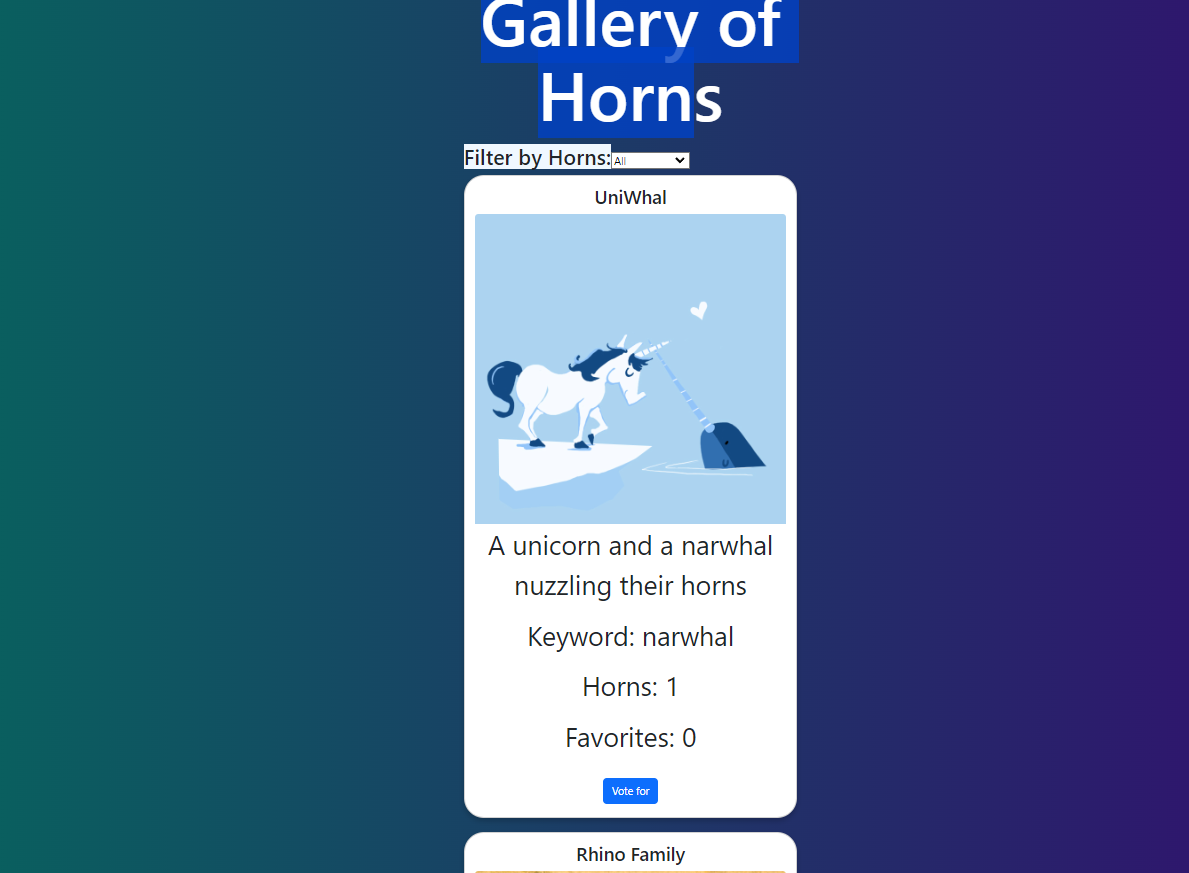 Gallery of
Horns
Filter by Horns: All
UniWhal
A unicorn and a narwhal
nuzzling their horns
Keyword: narwhal
Horns: 1
Favorites: 0
Vote for
Rhino Family